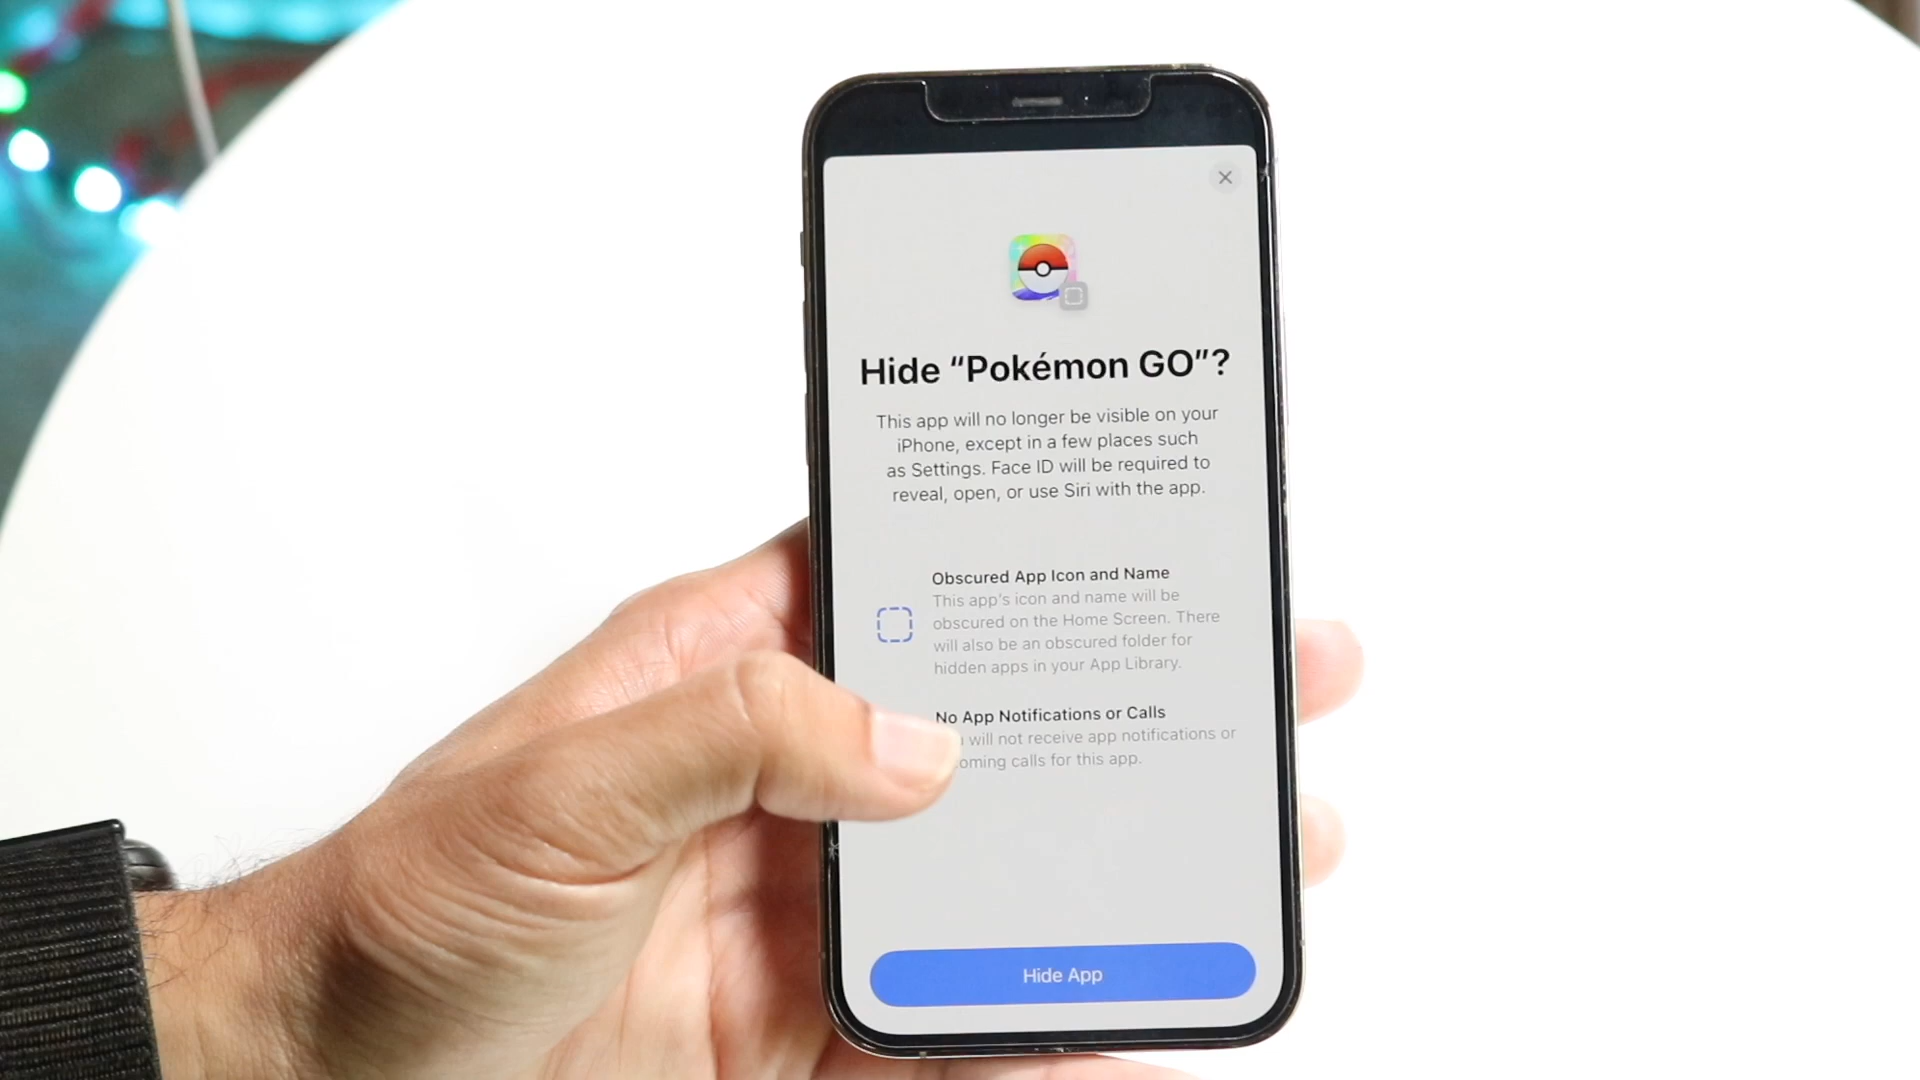 Hide “Pokémon GO”?
This app will no longer be visible on your
iPhone, except in a few places such
as Settings. Face ID will be required to
reveal, open, or use Siri with the app.
Obscured App Icon and Name
This app's icon and name will be
obscured on the Home Screen. There
will also be an obscured folder for
hidden apps in your App Library.
No App Notifications or Calls
will not receive app notifications or
calls for this app.
Hide App